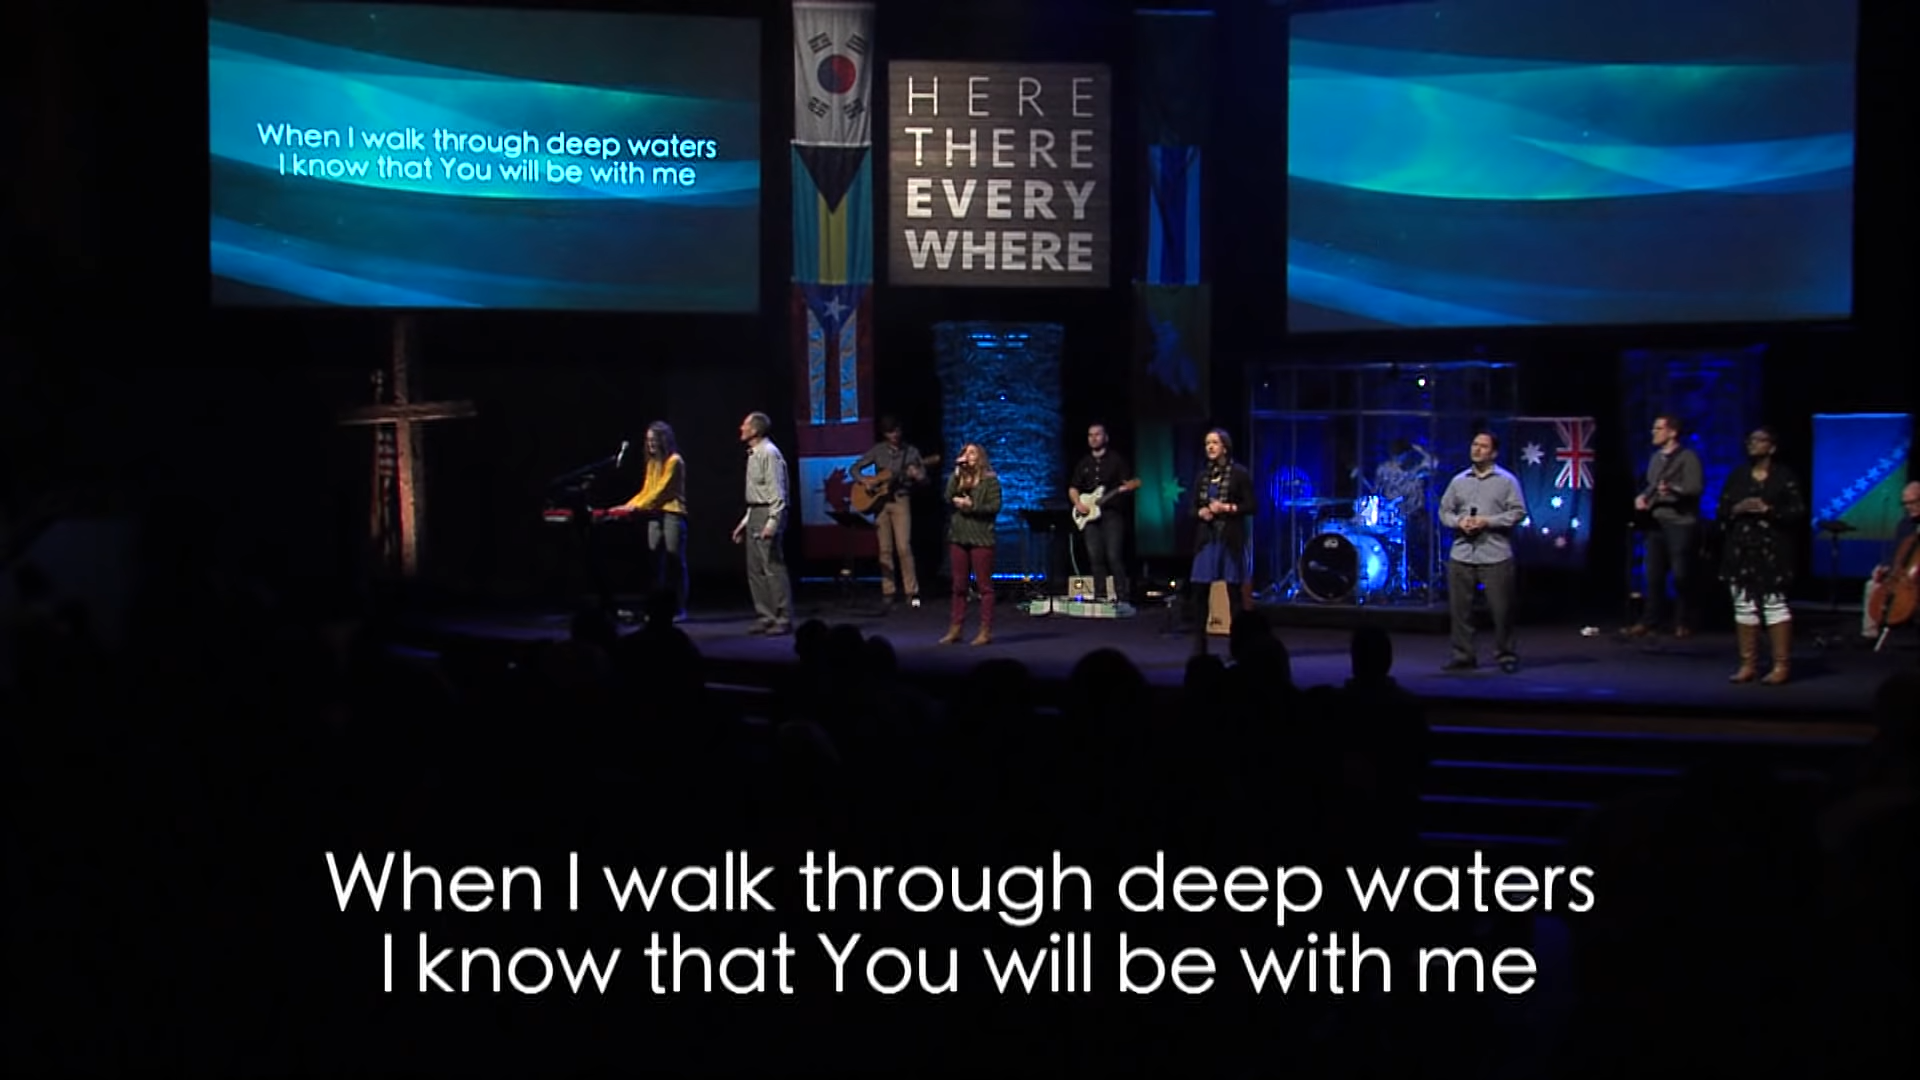 When I walk through deep waters
I know that You will be with me
HERE
THERE
EVERY
WHERE
When I walk through deep waters
I know that You will be with me